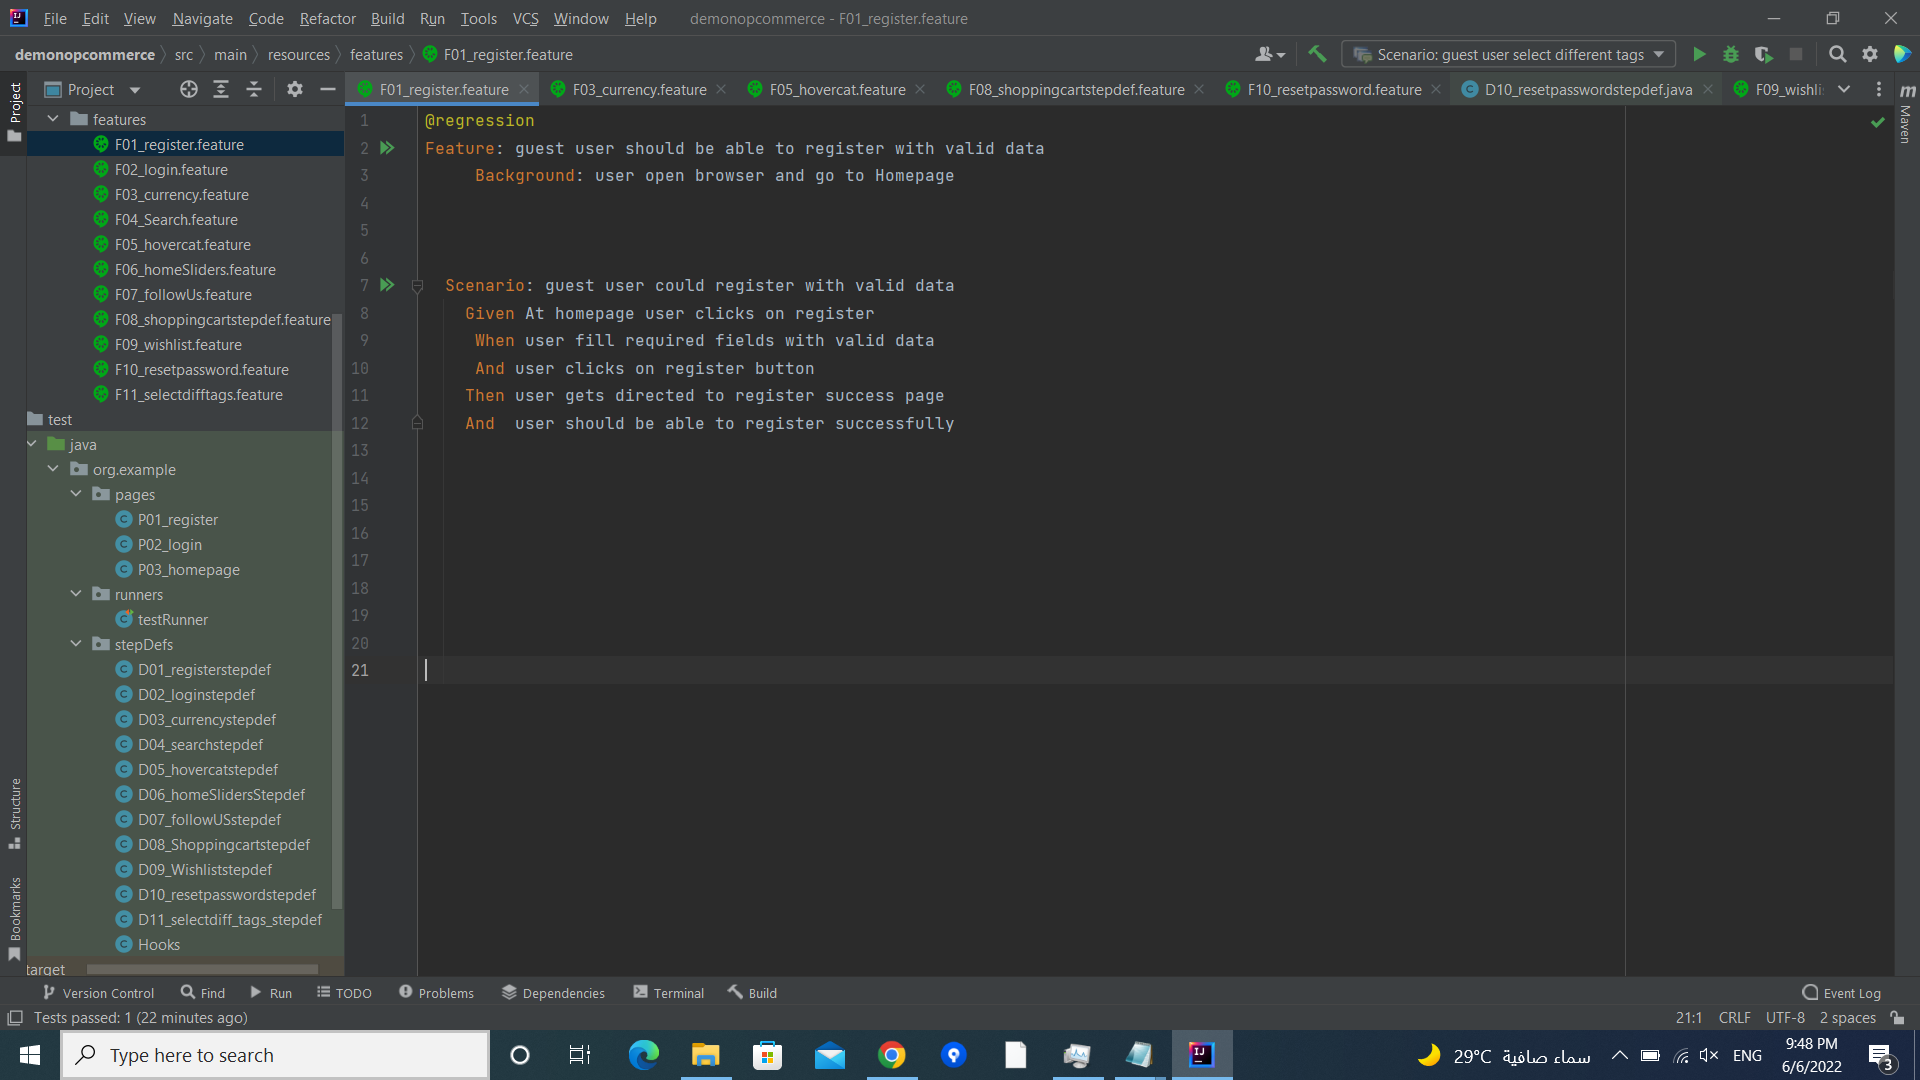 File Edit View Navigate Code Refactor Build Run Tools VCS Window Help demonopcommerce - F01_register.feature
demonopcommerce src main resources features F01_register.feature Scenario: guest user select different tags
Project F01_register.feature F03_currency.feature F05_hovercat.feature F08_shoppingcartstepdef.feature F10_resetpassword.feature D10_resetpasswordstepdef.java F09_wishli
Project
Structure
Bookmarks
m Maven
features
F01_register.feature
F02_login.feature
F03_currency.feature
F04_Search.feature
F05_hovercat.feature
F06_homeSliders.feature
F07_followUs.feature
F08_shoppingcartstepdef.feature
F09_wishlist.feature
F10_resetpassword.feature
F11_selectdifftags.feature
test
java
org.example
pages
P01_register
P02_login
P03_homepage
runners
testRunner
stepDefs
D01_registerstepdef
D02_loginstepdef
D03_currencystepdef
D04_searchstepdef
D05_hovercatstepdef
D06_homeSlidersStepdef
D07_followUSstepdef
D08_Shoppingcartstepdef
D09_Wishliststepdef
D10_resetpasswordstepdef
D11_selectdiff_tags_stepdef
Hooks
target
1 @regression
2 Feature: guest user should be able to register with valid data
3 Background: user open browser and go to Homepage
4
5
6
7 Scenario: guest user could register with valid data
8 Given At homepage user clicks on register
9 When user fill required fields with valid data
10 And user clicks on register button
11 Then user gets directed to register success page
12 And  user should be able to register successfully
13
14
15
16
17
18
19
20
21
Version Control Find Run TODO Problems Dependencies Terminal Build Event Log
Tests passed: 1 (22 minutes ago) 21:1 CRLF UTF-8 2 spaces
Type here to search IJ 29°C سماء صافية ENG 9:48 PM
6/6/2022 3